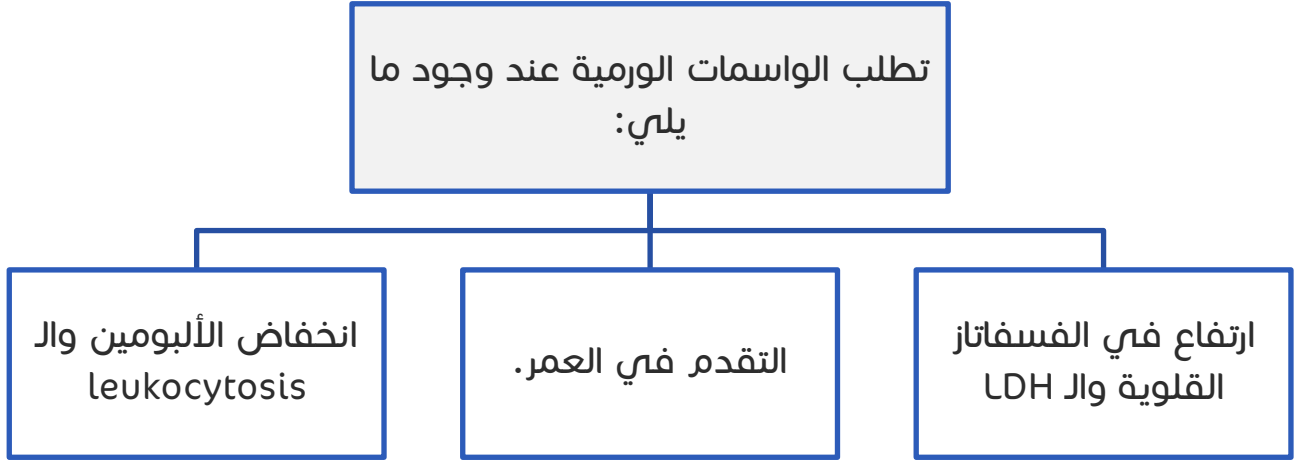 تطلب الواسمات الورمية عند وجود ما
يلي:
ارتفاع في الفسفاتاز
القلوية والـ LDH
التقدم في العمر.
انخفاض الألبومين والـ
leukocytosis